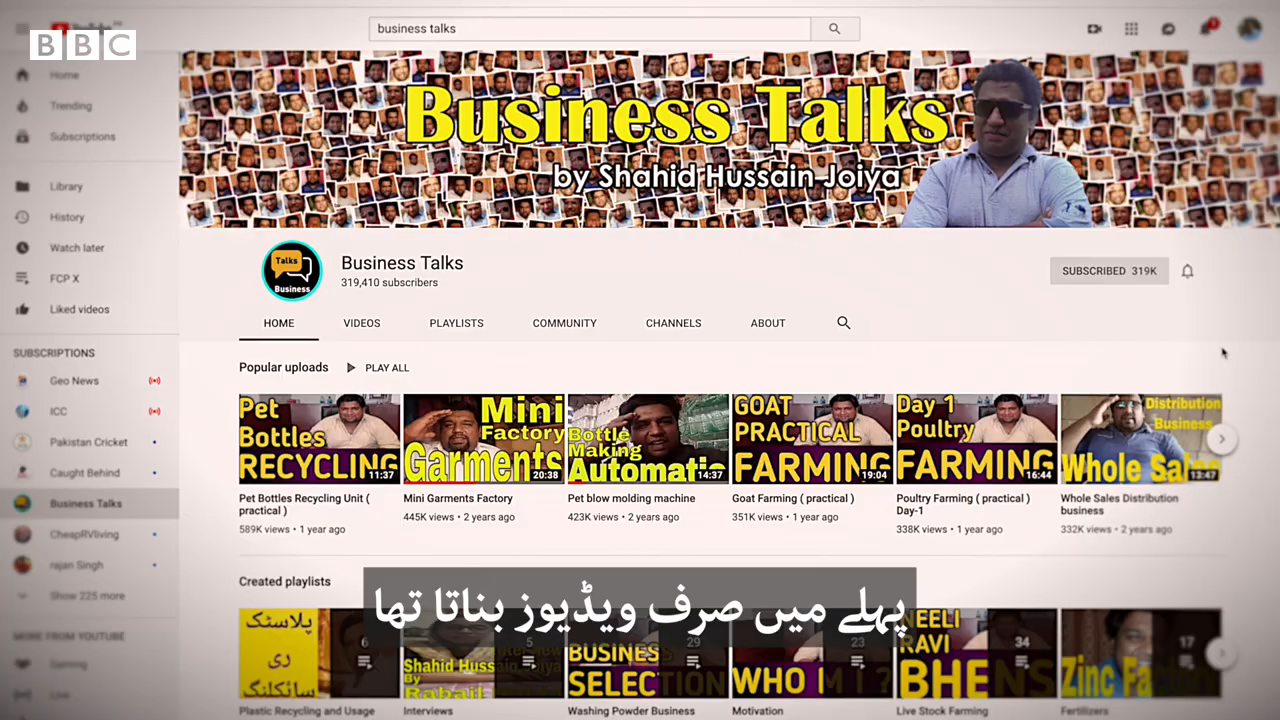 BBC
business talks
Home
Trending
Subscriptions
Library
History
Watch later
FCP X
Liked videos
SUBSCRIPTIONS
Geo News
ICC
Pakistan Cricket
Caught Behind
Business Talks
CheapRVliving
rajan Singh
Show 225 more
MORE FROM YOUTUBE
Gaming
Live
Business Talks
by Shahid Hussain Joiya
Talks
Business
Business Talks
319,410 subscribers
SUBSCRIBED 319K
HOME
VIDEOS
PLAYLISTS
COMMUNITY
CHANNELS
ABOUT
Popular uploads
PLAY ALL
Pet
Bottles
RECYCLING
11:37
Pet Bottles Recycling Unit (
practical )
589K views • 1 year ago
Mini
Factory
Garments
20:38
Mini Garments Factory
445K views • 2 years ago
Bottle
Making
Automatic
14:37
Pet blow molding machine
423K views • 2 years ago
GOAT
PRACTICAL
FARMING
19:04
Goat Farming ( practical )
351K views • 1 year ago
Day 1
Poultry
FARMING
16:44
Poultry Farming ( practical )
Day-1
338K views • 1 year ago
Distribution
Business
Whole Sales
13:47
Whole Sales Distribution
business
332K views • 2 years ago
Created playlists
پہلے میں صرف ویڈیوز بناتا تھا
پلاسٹک
ری
سائکلنگ
6
Plastic Recycling and Usage
Shahid Hussain Joiya
By
Rabail
5
Interviews
BUSINESS
SELECTION
29
Washing Powder Business
WHO
I ?
23
Motivation
NEELI
RAVI
BHENS
34
Live Stock Farming
Zinc Fa
17
Fertilizers